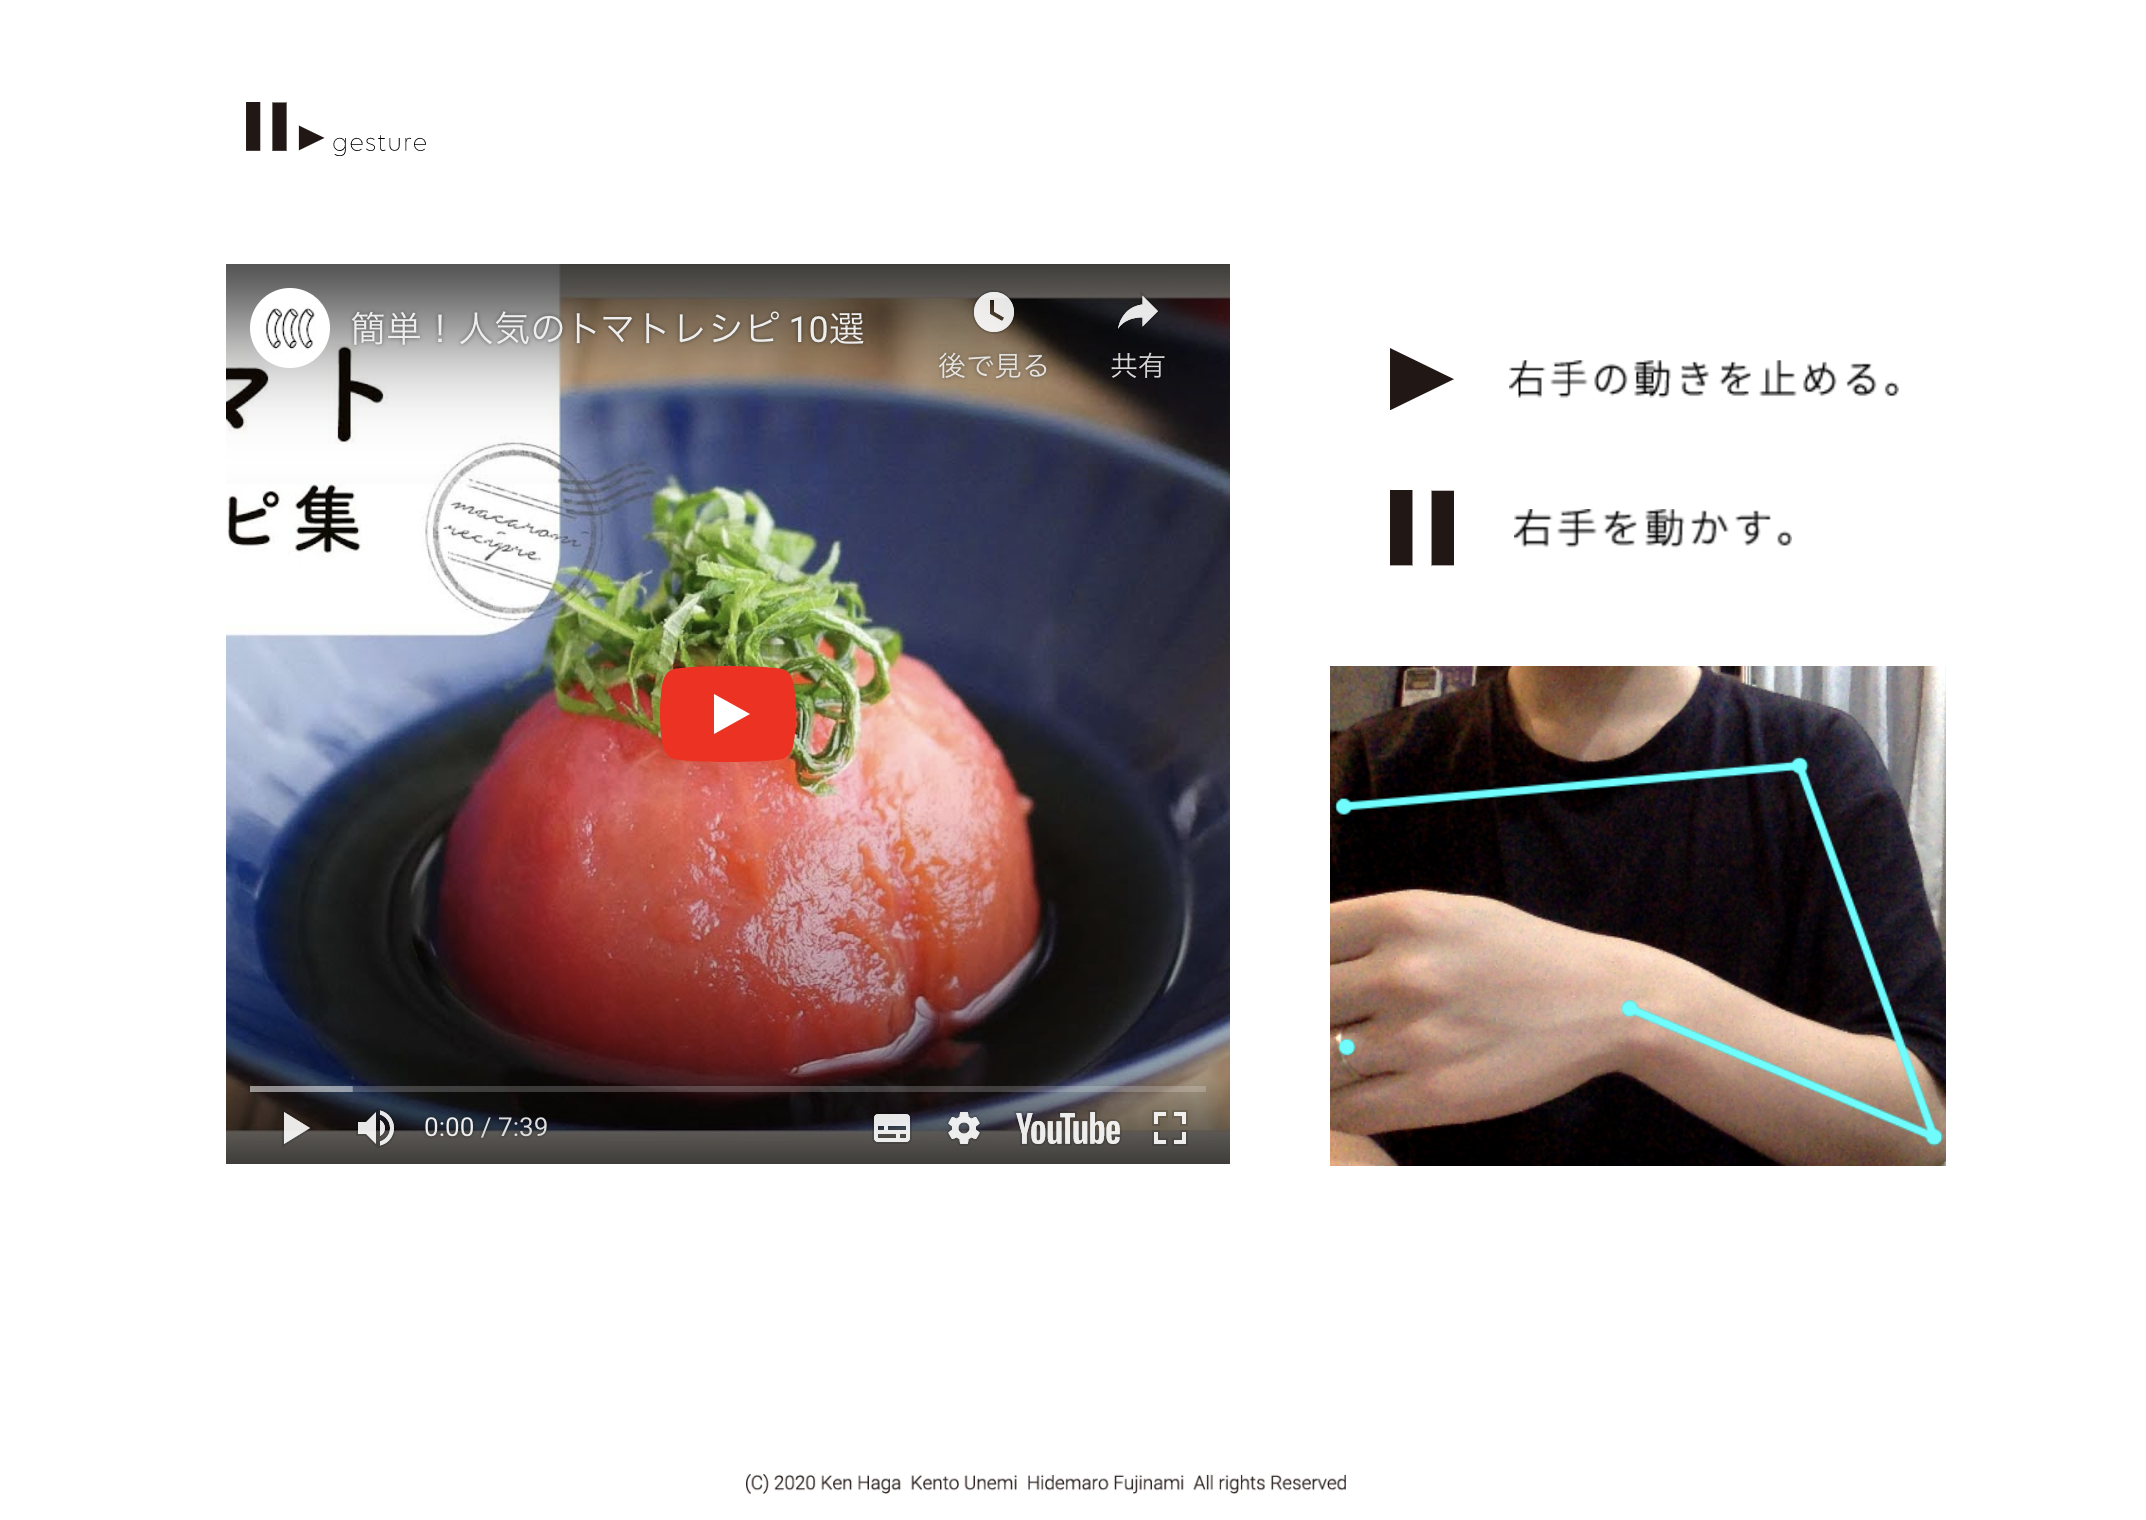 gesture
簡単！人気のトマトレシピ 10選
後で見る
共有
マト
ピ集
macaroni
recipre
右手の動きを止める。
右手を動かす。
0:00 / 7:39
YouTube
(C) 2020 Ken Haga Kento Unemi Hidemaro Fujinami All rights Reserved